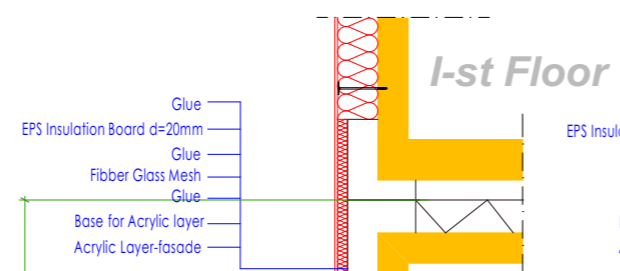 I-st Floor
Glue
EPS Insulation Board d=20mm
Glue
Fibber Glass Mesh
Glue
Base for Acrylic layer
Acrylic Layer-fasade
EPS Insul